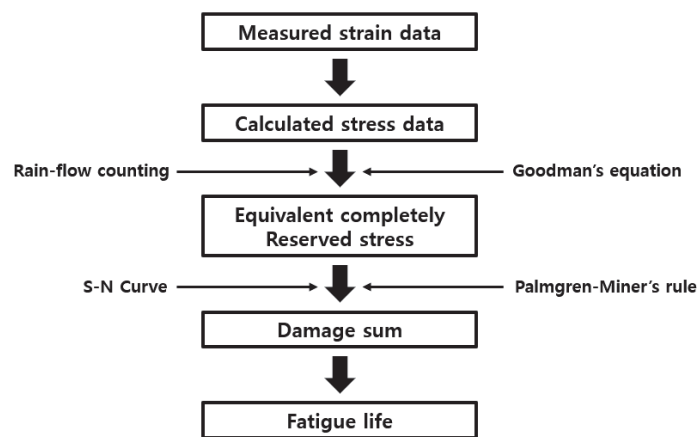 Measured strain data
Calculated stress data
Rain-flow counting
Goodman's equation
Equivalent completely
Reserved stress
S-N Curve
Palmgren-Miner's rule
Damage sum
Fatigue life